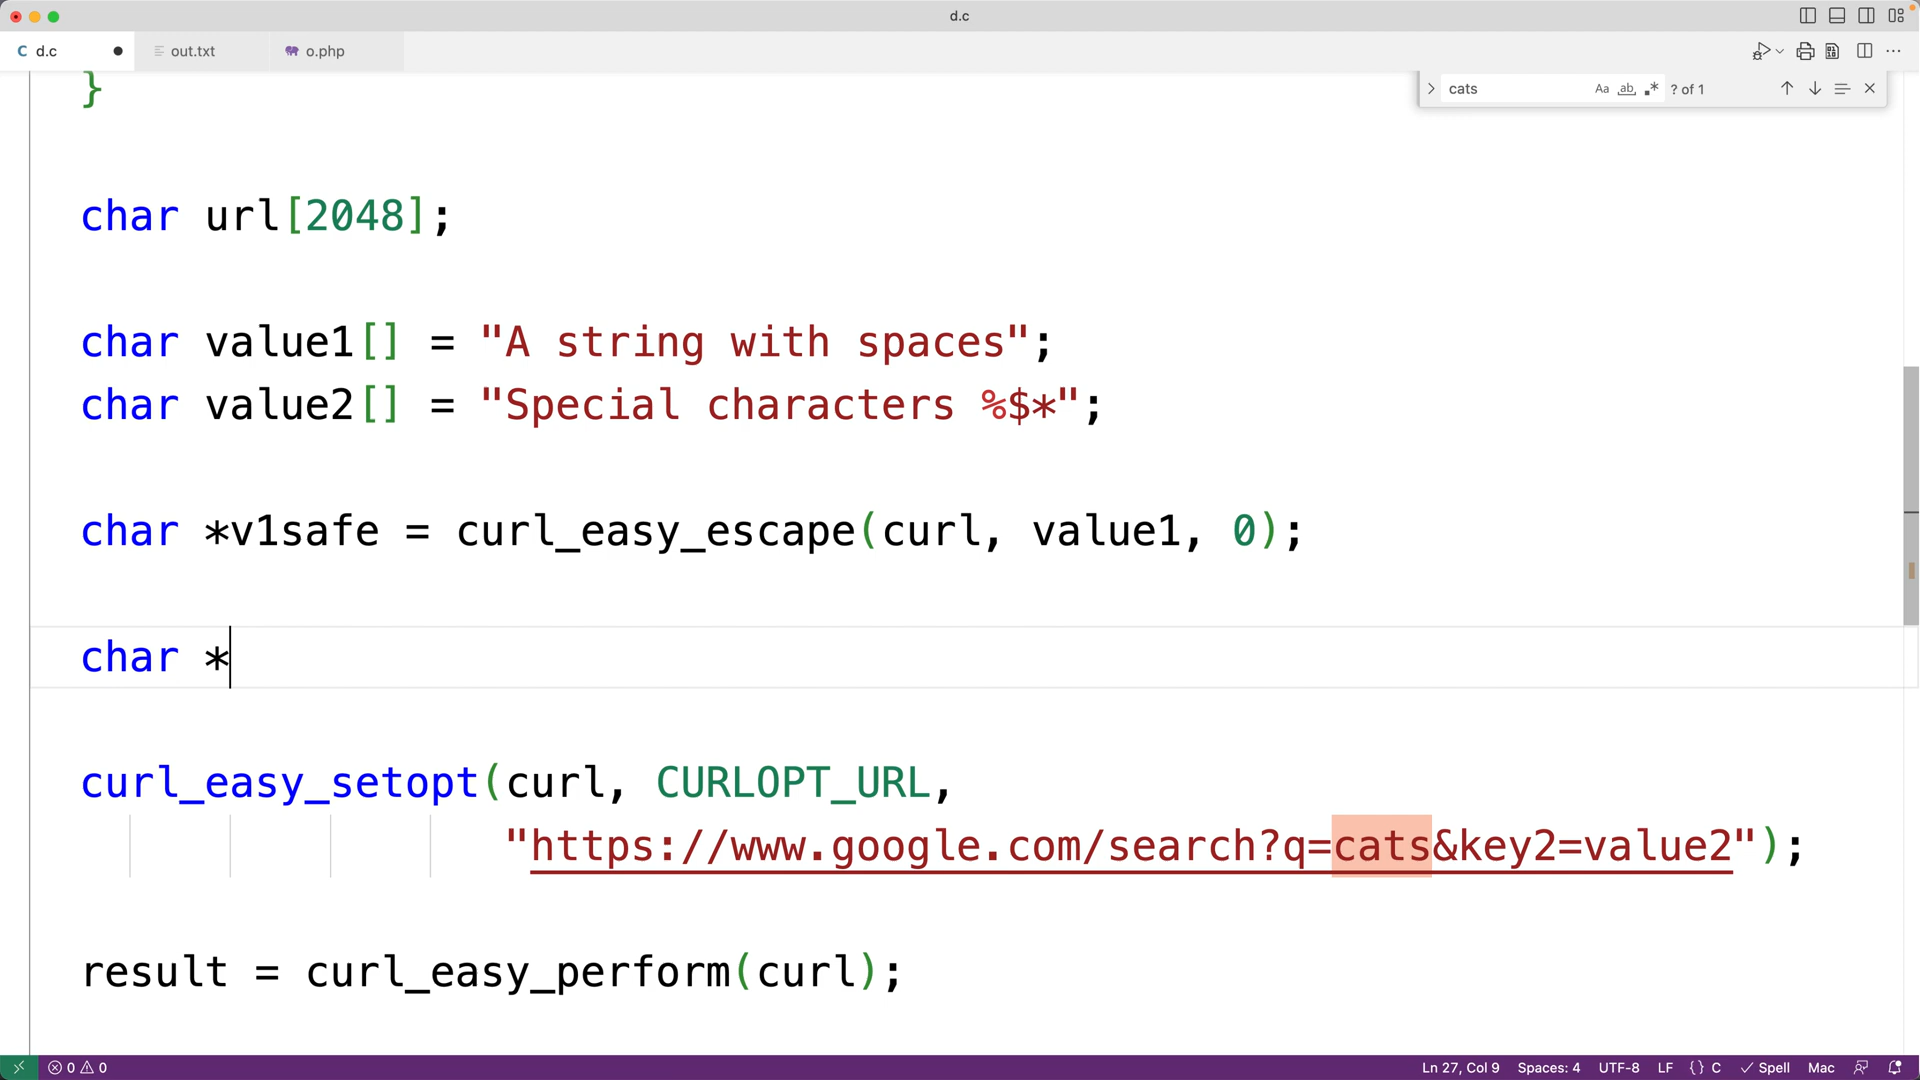 d.c
C d.c
out.txt
o.php
cats
Aa ab .* ? of 1
}
char url[2048];
char value1[] = "A string with spaces";
char value2[] = "Special characters %$*";
char *v1safe = curl_easy_escape(curl, value1, 0);
char *
curl_easy_setopt(curl, CURLOPT_URL,
"https://www.google.com/search?q=cats&key2=value2");
result = curl_easy_perform(curl);
0 0
Ln 27, Col 9 Spaces: 4 UTF-8 LF {} C Spell Mac